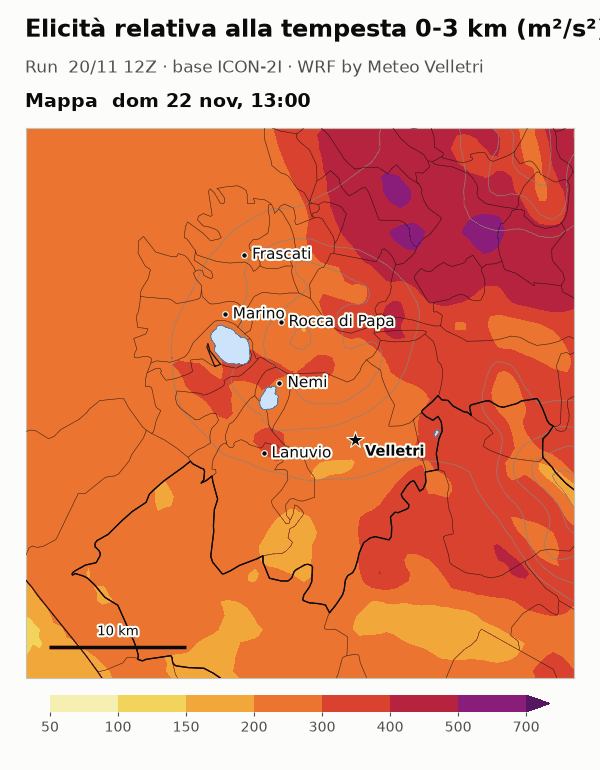 Elicità relativa alla tempesta 0-3 km (m²/s²)
Run 20/11 12Z · base ICON-2I · WRF by Meteo Velletri
Mappa dom 22 nov, 13:00
Frascati
Marino
Rocca di Papa
Nemi
Velletri
Lanuvio
10 km
50 100 150 200 300 400 500 700